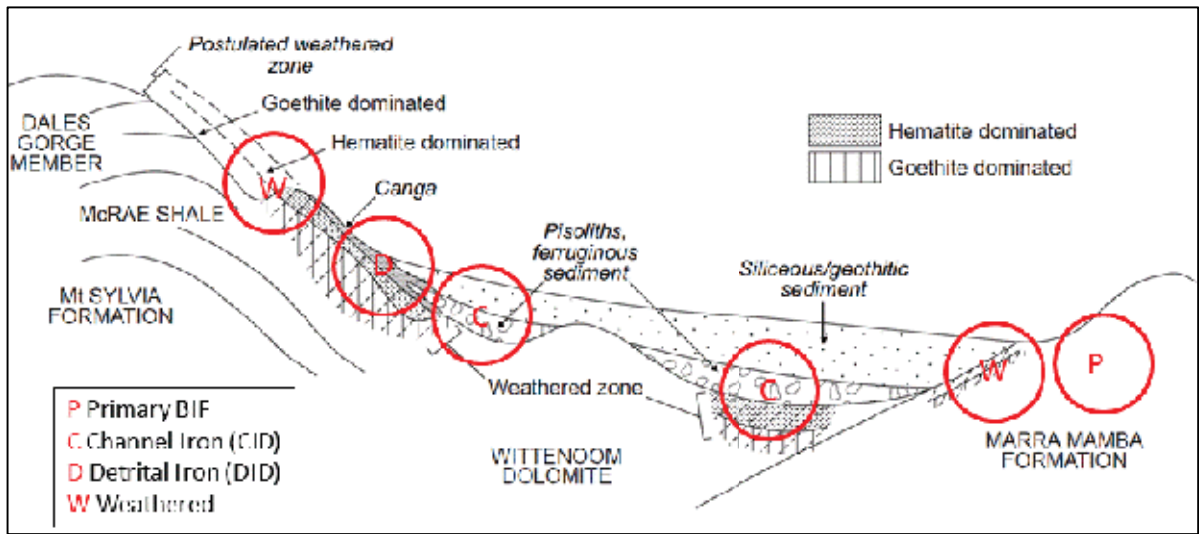 Postulated weathered
zone
Goethite dominated
Hematite dominated
DALES
GORGE
MEMBER
W
Canga
McRAE SHALE
D
Mt SYLVIA
FORMATION
Pisoliths,
ferruginous
sediment
C
Siliceous/geothitic
sediment
Hematite dominated
Goethite dominated
Weathered zone
C
W
P
WITTENOOM
DOLOMITE
MARRA MAMBA
FORMATION
P Primary BIF
C Channel Iron (CID)
D Detrital Iron (DID)
W Weathered